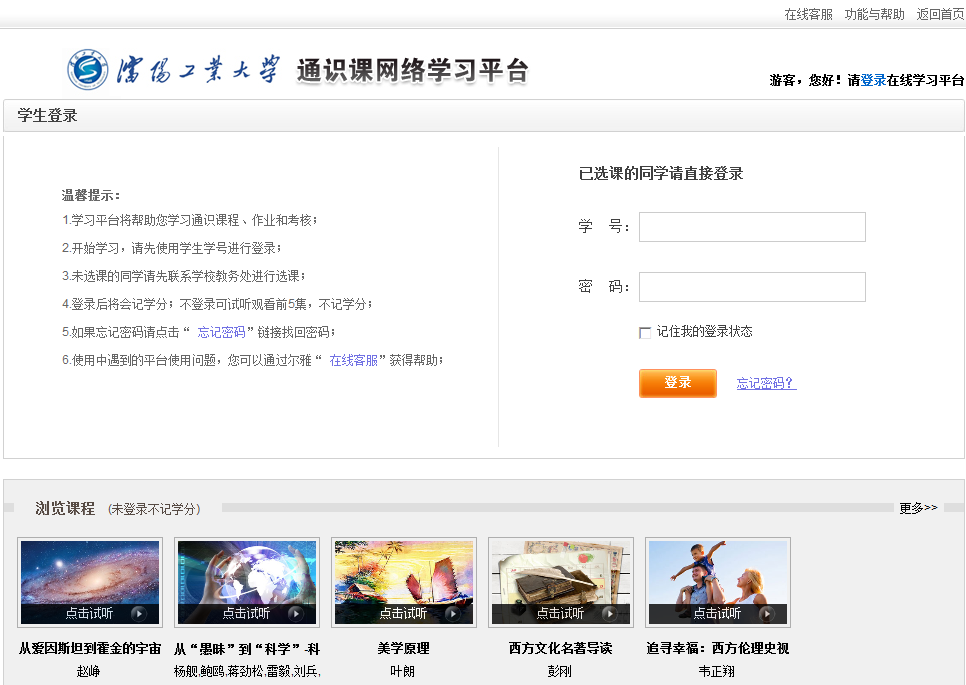 在线客服 功能与帮助 返回首页
瀋陽工业大学 通识课网络学习平台
游客，您好！请登录在线学习平台
学生登录
温馨提示：
1.学习平台将帮助您学习通识课程、作业和考核；
2.开始学习，请先使用学生学号进行登录；
3.未选课的同学请先联系学校教务处进行选课；
4.登录后将会记学分；不登录可试听观看前5集，不记学分；
5.如果忘记密码请点击“ 忘记密码”链接找回密码；
6.使用中遇到的平台使用问题，您可以通过尔雅“ 在线客服”获得帮助；
已选课的同学请直接登录
学 号：
密 码：
记住我的登录状态
登录 忘记密码？
浏览课程 (未登录不记学分) 更多>>
点击试听 点击试听 点击试听 点击试听 点击试听
从爱因斯坦到霍金的宇宙 从“愚昧”到“科学”-科 美学原理 西方文化名著导读 追寻幸福：西方伦理史视
赵峥 杨舰,鲍鸥,蒋劲松,雷毅,刘兵, 叶朗 彭刚 韦正翔